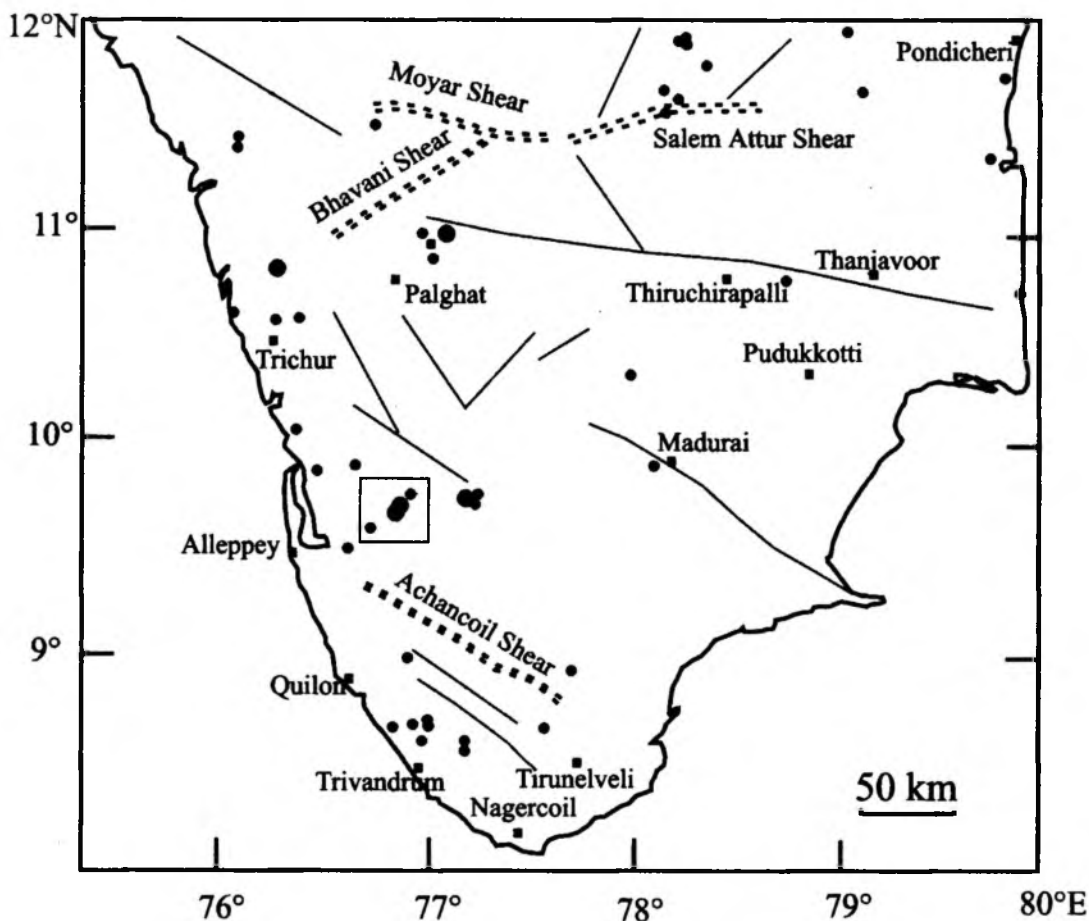 12°N
Pondicheri
Moyar Shear
Salem Attur Shear
Bhavani Shear
11°
Thanjavoor
Palghat
Thiruchirapalli
Trichur
Pudukkotti
10°
Madurai
Alleppey
Achancoil Shear
9°
Quilon
Trivandrum
Tirunelveli
50 km
Nagercoil
76°
77°
78°
79°
80°E